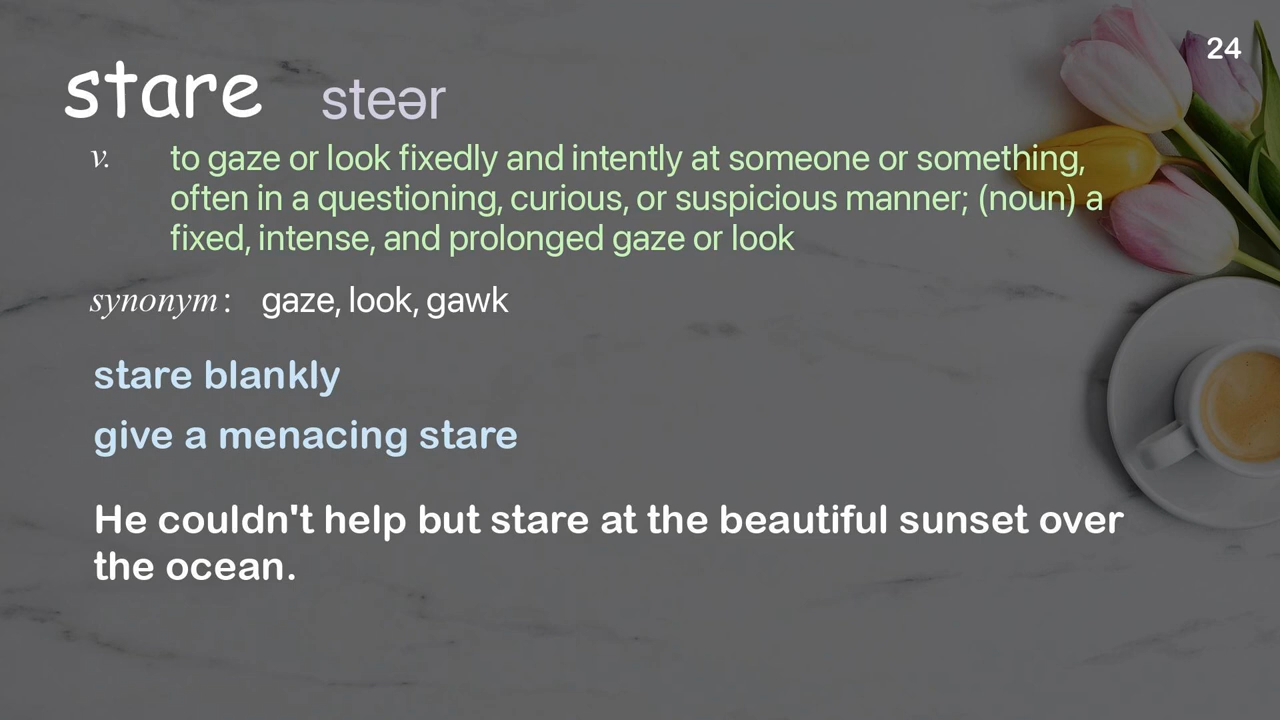 24
stare steər
v. to gaze or look fixedly and intently at someone or something,
often in a questioning, curious, or suspicious manner; (noun) a
fixed, intense, and prolonged gaze or look
synonym: gaze, look, gawk
stare blankly
give a menacing stare
He couldn't help but stare at the beautiful sunset over
the ocean.